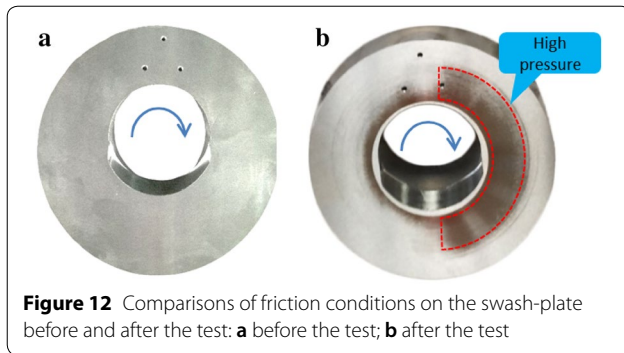 a
b
High
pressure
Figure 12 Comparisons of friction conditions on the swash-plate
before and after the test: a before the test; b after the test